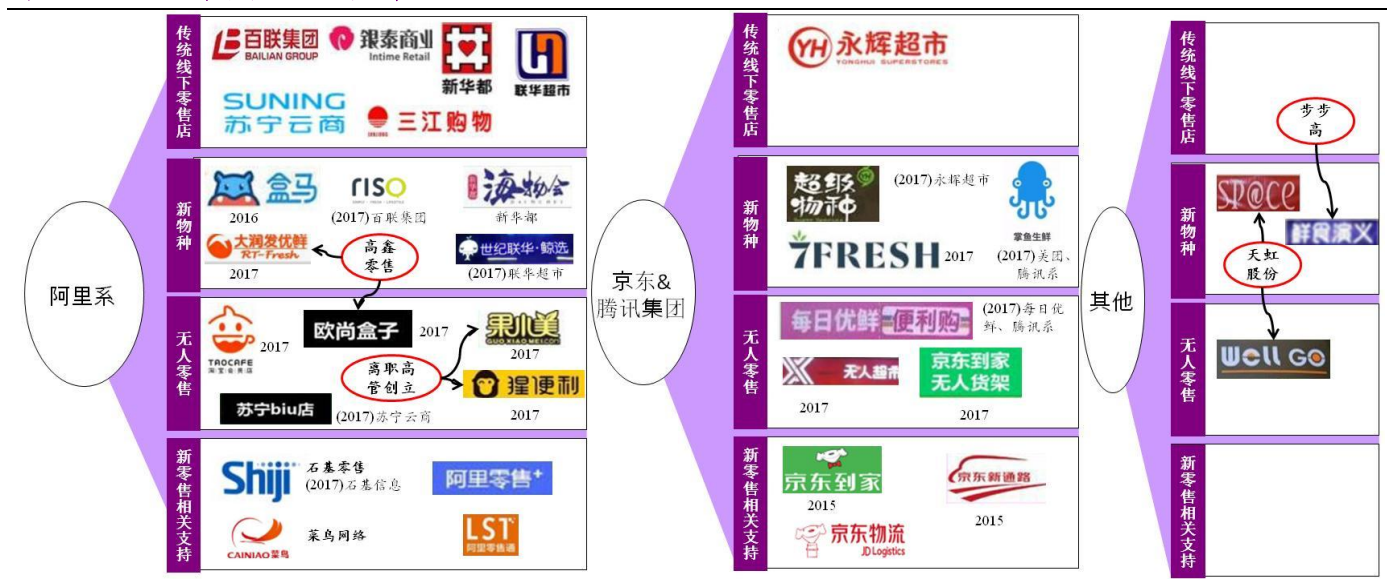 阿里系
传统线下零售店
百联集团
BAILIAN GROUP
银泰商业
Intime Retail
新华都
联华超市
SUNING
苏宁云商
三江购物
新物种
盒马
2016
RISO
(2017)百联集团
海物会
新华都
大润发优鲜
RT-Fresh
2017
高鑫
零售
世纪联华·鲸选
(2017)联华超市
无人零售
TAOCAFE
淘宝会员店
2017
欧尚盒子
2017
果小美
GUOXIAOMEI.COM
2017
离职高
管创立
猩便利
2017
苏宁biu店
(2017)苏宁云商
新零售相关支持
Shiji
石基零售
(2017)石基信息
阿里零售+
CAINIAO菜鸟
菜鸟网络
LST
阿里零售通
京东&
腾讯集团
传统线下零售店
YH
永辉超市
YONGHUI SUPERSTORES
新物种
超级
物种
(2017)永辉超市
掌鱼生鲜
(2017)美团、
腾讯系
7FRESH
2017
无人零售
每日优鲜 便利购
(2017)每日优
鲜、腾讯系
X无人超市
2017
京东到家
无人货架
2017
新零售相关支持
京东到家
2015
京东新通路
2015
京东物流
JD Logistics
其他
传统线下零售店
步步
高
新物种
SP@CE
鲜食演义
天虹
股份
无人零售
Well GO
新零售相关支持